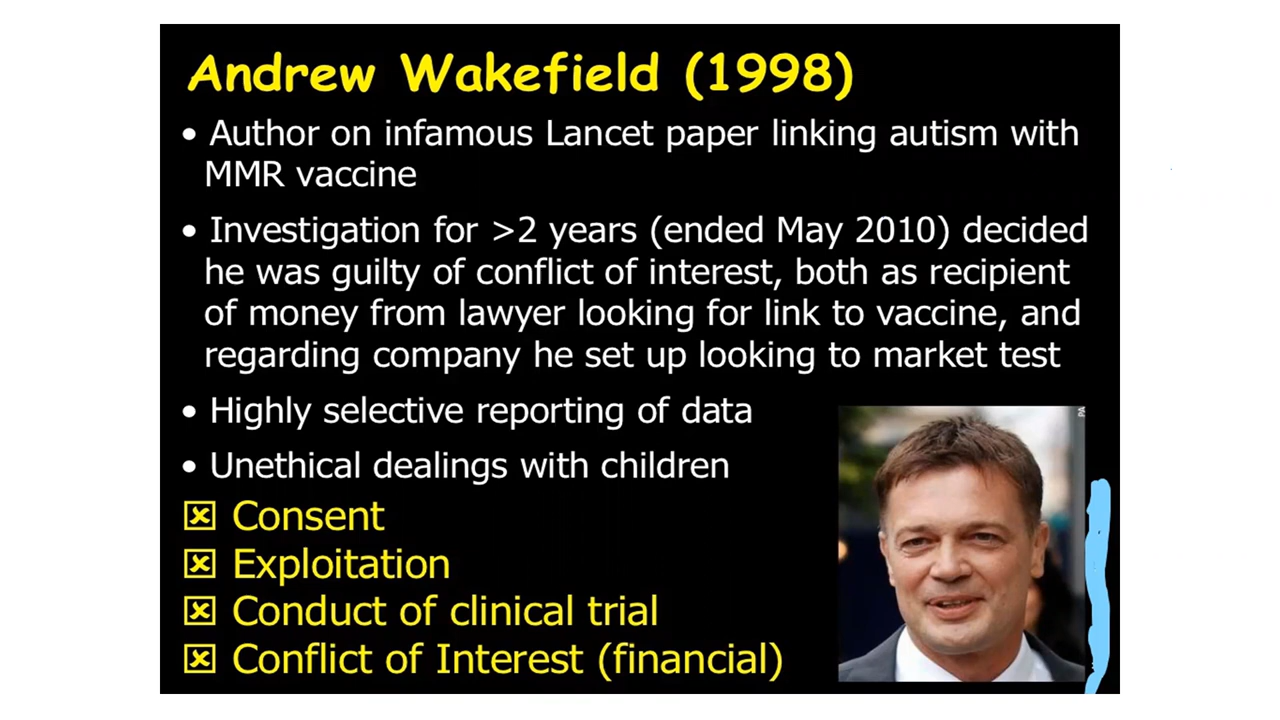 Andrew Wakefield (1998)
• Author on infamous Lancet paper linking autism with
MMR vaccine
• Investigation for >2 years (ended May 2010) decided
he was guilty of conflict of interest, both as recipient
of money from lawyer looking for link to vaccine, and
regarding company he set up looking to market test
• Highly selective reporting of data
• Unethical dealings with children
☒ Consent
☒ Exploitation
☒ Conduct of clinical trial
☒ Conflict of Interest (financial)
PA